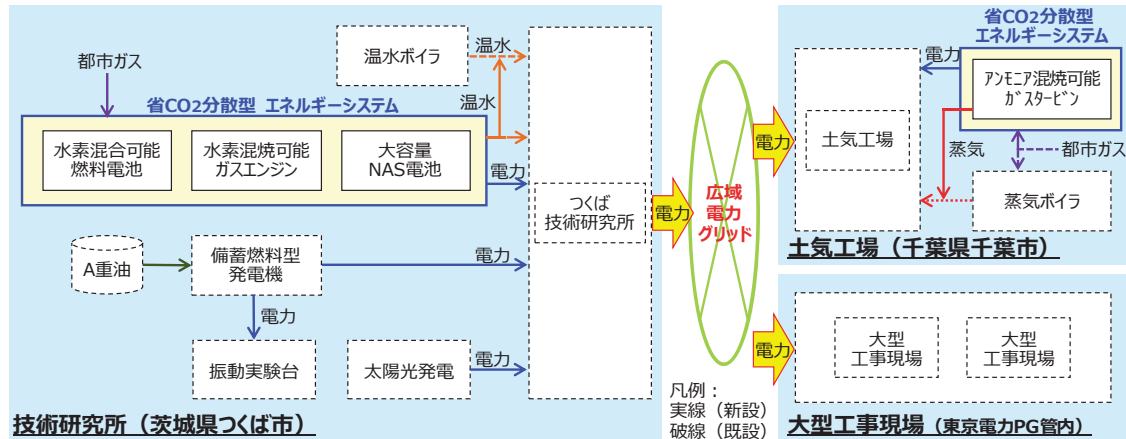 都市ガス
温水ボイラ
温水
温水
省CO2分散型 エネルギーシステム
水素混合可能
燃料電池
水素混焼可能
ガスエンジン
大容量
NAS電池
電力
つくば
技術研究所
A重油
備蓄燃料型
発電機
電力
電力
振動実験台
太陽光発電
電力
技術研究所（茨城県つくば市）
電力
広域
電力
グリッド
凡例：
実線（新設）
破線（既設）
電力
電力
省CO2分散型
エネルギーシステム
電力
アンモニア混焼可能
ガスタービン
土気工場
蒸気
都市ガス
蒸気ボイラ
土気工場（千葉県千葉市）
大型
工事現場
大型
工事現場
大型工事現場（東京電力PG管内）